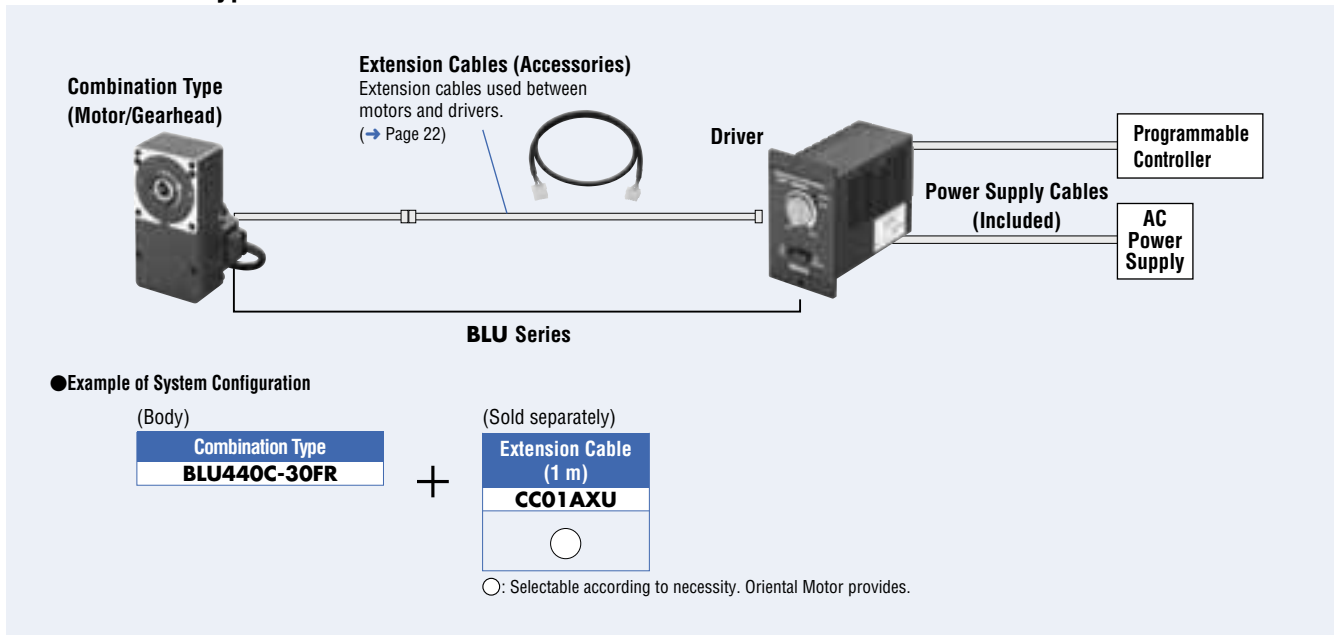 Combination Type
(Motor/Gearhead)
Extension Cables (Accessories)
Extension cables used between
motors and drivers.
(➔ Page 22)
Driver
Programmable
Controller
Power Supply Cables
(Included)
AC
Power
Supply
BLU Series
●Example of System Configuration
(Body)
Combination Type
BLU440C-30FR
+
(Sold separately)
Extension Cable
(1 m)
CC01AXU
○
○: Selectable according to necessity. Oriental Motor provides.